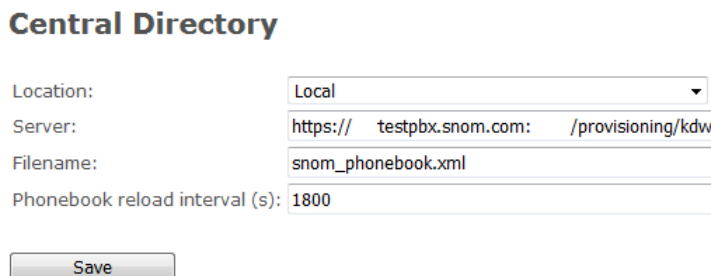 Central Directory
Location: Local
Server: https:// testpbx.snom.com: /provisioning/kdw
Filename: snom_phonebook.xml
Phonebook reload interval (s): 1800
Save